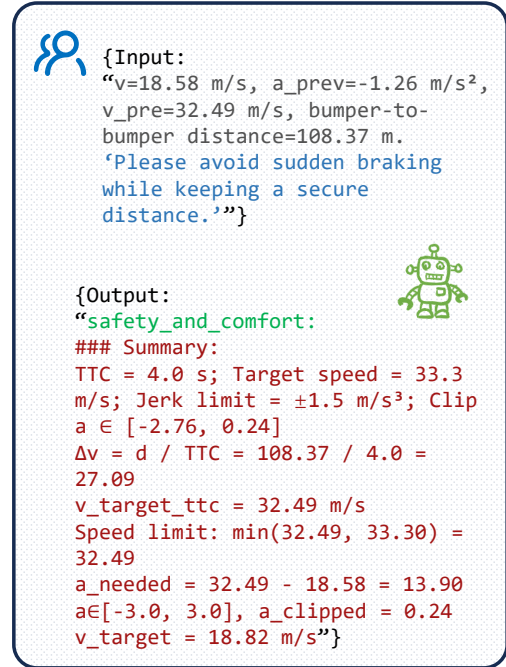 {Input:
“v=18.58 m/s, a_prev=-1.26 m/s²,
v_pre=32.49 m/s, bumper-to-
bumper distance=108.37 m.
‘Please avoid sudden braking
while keeping a secure
distance.’”}
{Output:
“safety_and_comfort:
### Summary:
TTC = 4.0 s; Target speed = 33.3
m/s; Jerk limit = ±1.5 m/s³; Clip
a ∈ [-2.76, 0.24]
Δv = d / TTC = 108.37 / 4.0 =
27.09
v_target_ttc = 32.49 m/s
Speed limit: min(32.49, 33.30) =
32.49
a_needed = 32.49 - 18.58 = 13.90
a∈[-3.0, 3.0], a_clipped = 0.24
v_target = 18.82 m/s”}